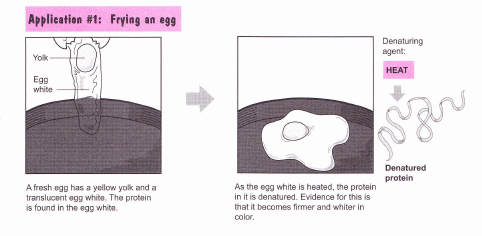 Application #1: Frying an egg
Yolk
Egg
white
A fresh egg has a yellow yolk and a
translucent egg white. The protein
is found in the egg white.
As the egg white is heated, the protein
in it is denatured. Evidence for this is
that it becomes firmer and whiter in
color.
Denaturing
agent:
HEAT
Denatured
protein